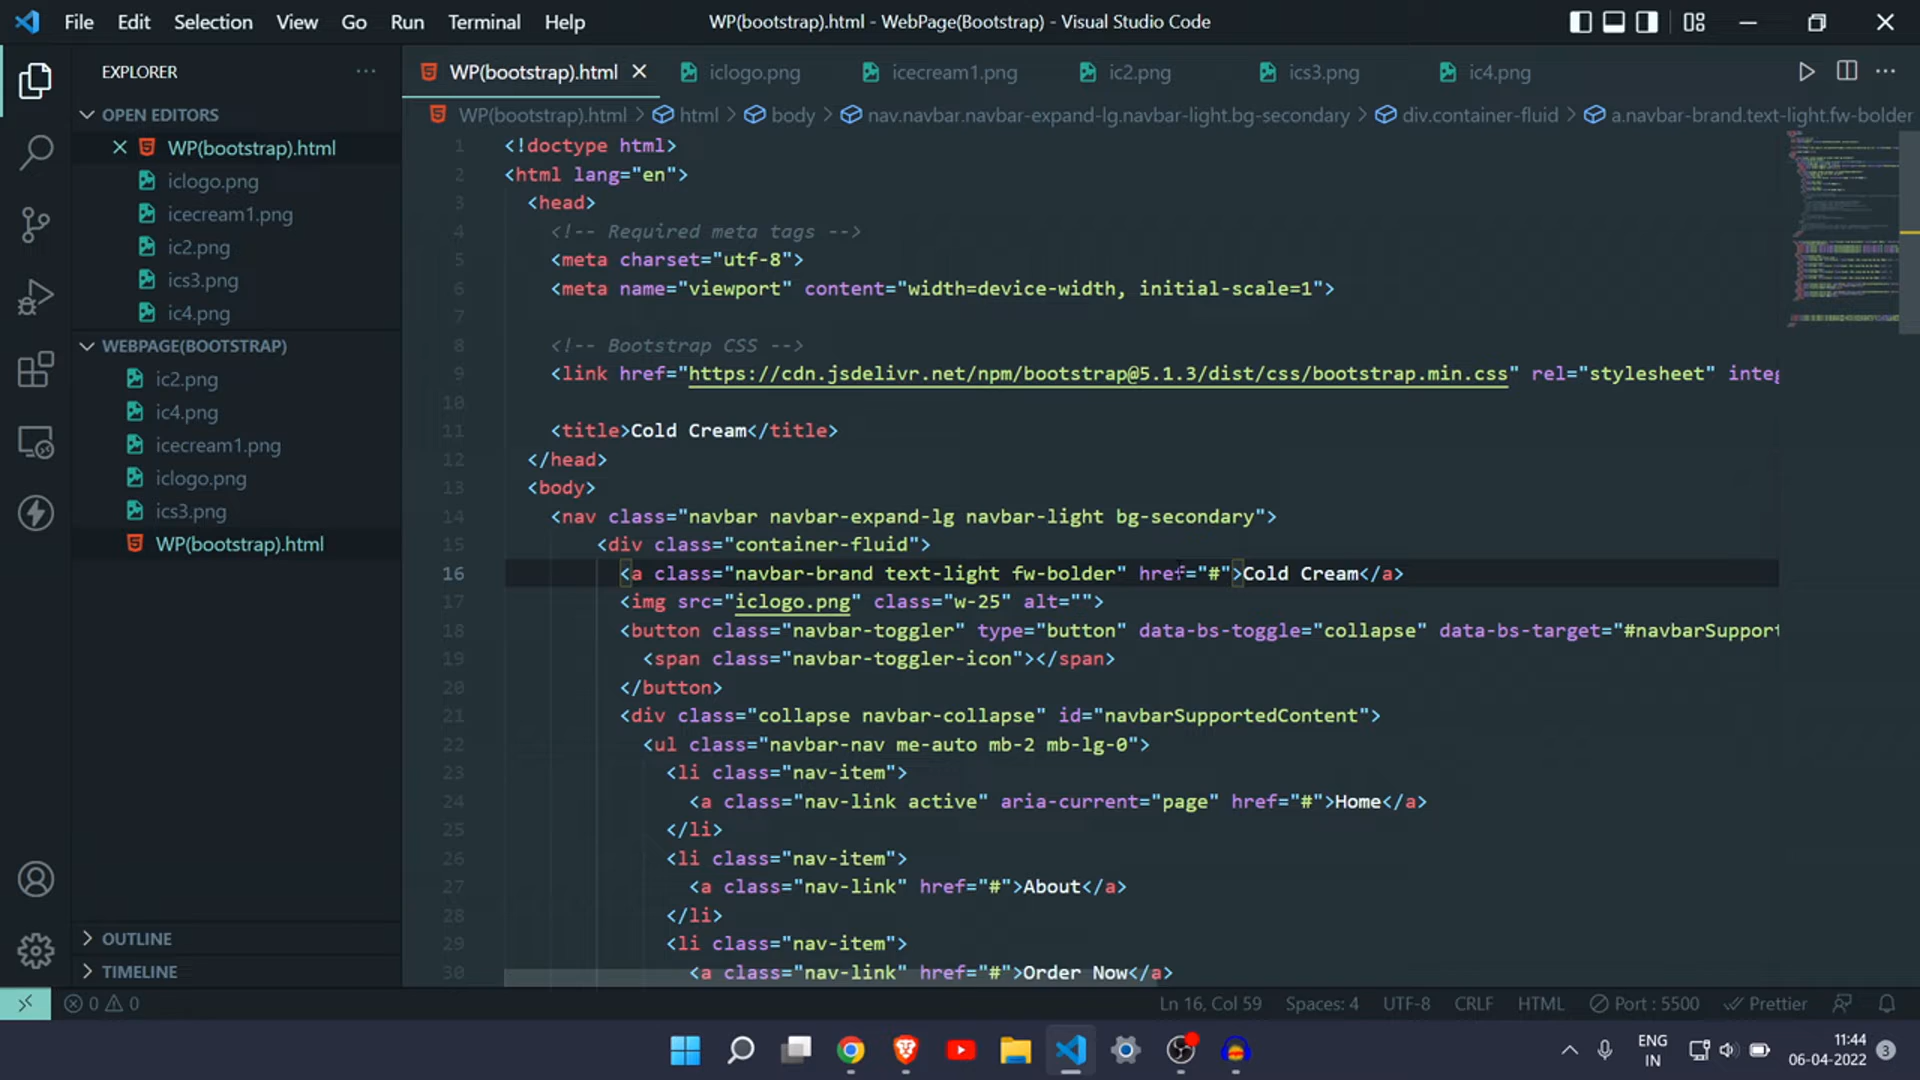 File Edit Selection View Go Run Terminal Help
WP(bootstrap).html - WebPage(Bootstrap) - Visual Studio Code
EXPLORER
OPEN EDITORS
WP(bootstrap).html
iclogo.png
icecream1.png
ic2.png
ics3.png
ic4.png
WEBPAGE(BOOTSTRAP)
ic2.png
ic4.png
icecream1.png
iclogo.png
ics3.png
WP(bootstrap).html
OUTLINE
TIMELINE
WP(bootstrap).html iclogo.png icecream1.png ic2.png ics3.png ic4.png
WP(bootstrap).html > html > body > nav.navbar.navbar-expand-lg.navbar-light.bg-secondary > div.container-fluid > a.navbar-brand.text-light.fw-bolder
1 <!doctype html>
2 <html lang="en">
3 <head>
4 <!-- Required meta tags -->
5 <meta charset="utf-8">
6 <meta name="viewport" content="width=device-width, initial-scale=1">
7
8 <!-- Bootstrap CSS -->
9 <link href="https://cdn.jsdelivr.net/npm/bootstrap@5.1.3/dist/css/bootstrap.min.css" rel="stylesheet" integ
10
11 <title>Cold Cream</title>
12 </head>
13 <body>
14 <nav class="navbar navbar-expand-lg navbar-light bg-secondary">
15 <div class="container-fluid">
16 <a class="navbar-brand text-light fw-bolder" href="#">Cold Cream</a>
17 <img src="iclogo.png" class="w-25" alt="">
18 <button class="navbar-toggler" type="button" data-bs-toggle="collapse" data-bs-target="#navbarSupport
19 <span class="navbar-toggler-icon"></span>
20 </button>
21 <div class="collapse navbar-collapse" id="navbarSupportedContent">
22 <ul class="navbar-nav me-auto mb-2 mb-lg-0">
23 <li class="nav-item">
24 <a class="nav-link active" aria-current="page" href="#">Home</a>
25 </li>
26 <li class="nav-item">
27 <a class="nav-link" href="#">About</a>
28 </li>
29 <li class="nav-item">
30 <a class="nav-link" href="#">Order Now</a>
0 0
Ln 16, Col 59 Spaces: 4 UTF-8 CRLF HTML Port : 5500 Prettier
ENG
IN
11:44
06-04-2022
3